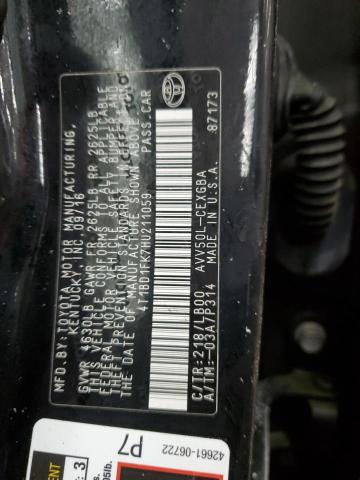 MFD. BY: TOYOTA MOTOR MANUFACTURING,
KENTUCKY, INC. 09/16
GVWR 4630LB GAWR FR 2625LB RR 2625LB
THIS VEHICLE CONFORMS TO ALL APPLICABLE
FEDERAL MOTOR VEHICLE SAFETY, BUMPER AND
THEFT PREVENTION STANDARDS IN EFFECT ON
THE DATE OF MANUFACTURE SHOWN ABOVE.
4T1BD1FK7HU211059 PASS.CAR
C/TR:218/LB00 AVV50L-CEXGBA
A/TM:-03A/P314 87173
42661-06722
P7
3